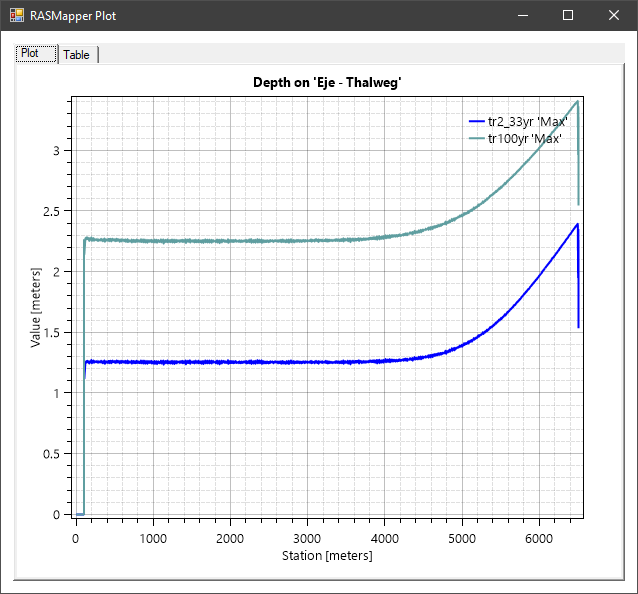 RASMapper Plot
Plot Table
Depth on 'Eje - Thalweg'
tr2_33yr 'Max'
tr100yr 'Max'
3
2.5
2
1.5
1
0.5
0
Value [meters]
0 1000 2000 3000 4000 5000 6000
Station [meters]